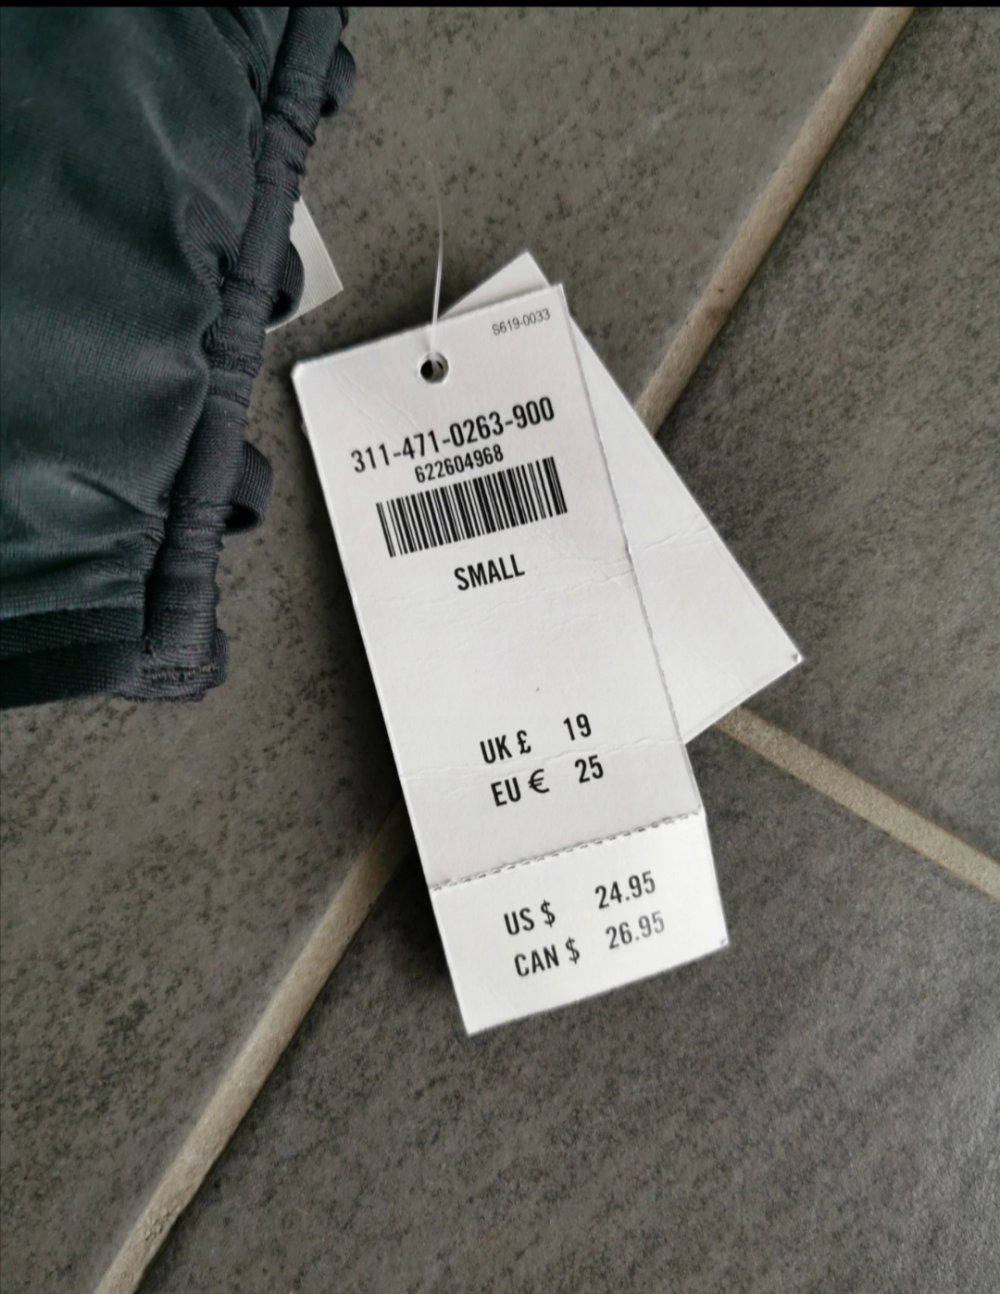 S619-0033
311-471-0263-900
622604968
SMALL
UK £ 19
EU € 25
US $ 24.95
CAN $ 26.95